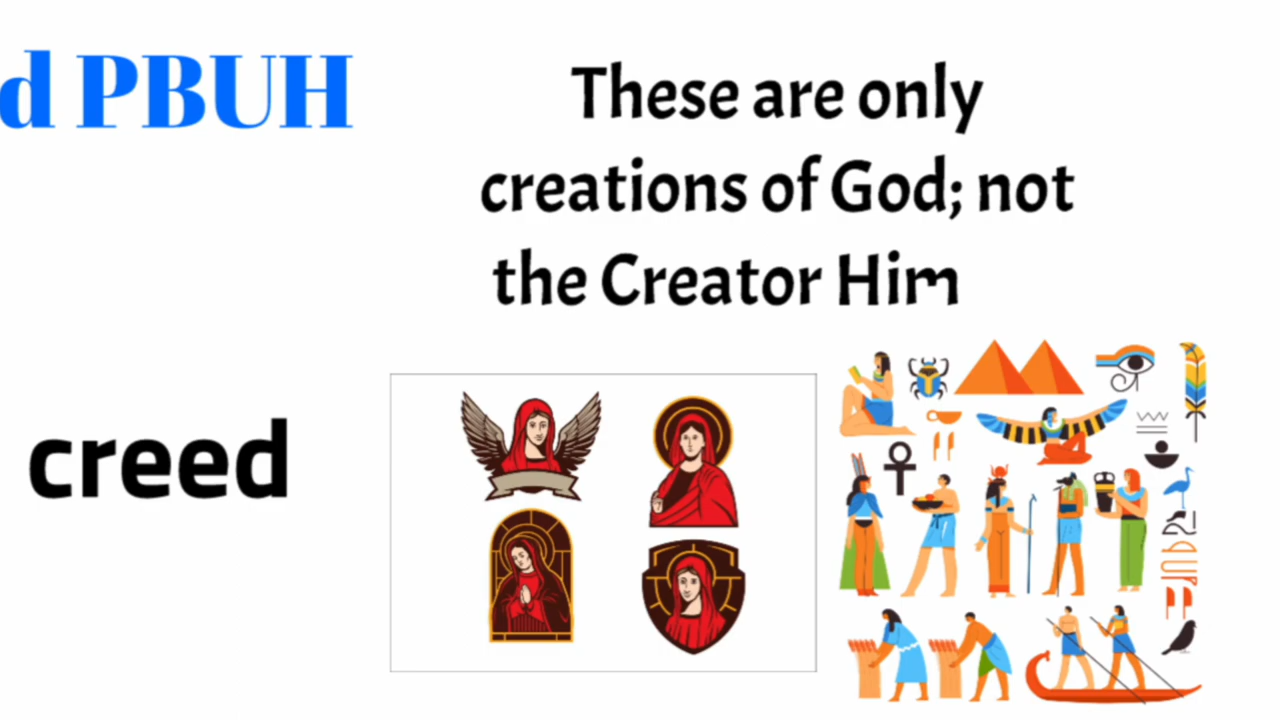 d PBUH
These are only
creations of God; not
the Creator Him
creed